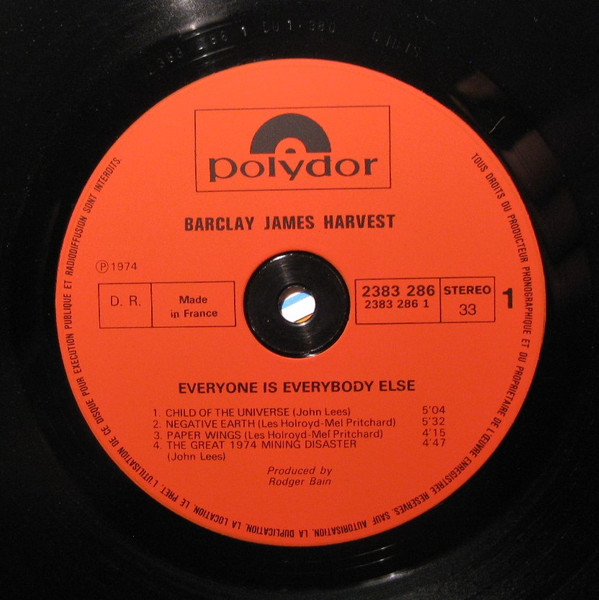 polydor
BARCLAY JAMES HARVEST
℗ 1974
D. R.
Made
in France
2383 286
2383 286 1
STEREO
33
1
EVERYONE IS EVERYBODY ELSE
1. CHILD OF THE UNIVERSE (John Lees) 5'04
2. NEGATIVE EARTH (Les Holroyd-Mel Pritchard) 5'32
3. PAPER WINGS (Les Holroyd-Mel Pritchard) 4'15
4. THE GREAT 1974 MINING DISASTER 4'47
(John Lees)
Produced by
Rodger Bain
TOUS DROITS DU PRODUCTEUR PHONOGRAPHIQUE ET DU PROPRIETAIRE DE L'ŒUVRE ENREGISTREE RESERVES. SAUF AUTORISATION, LA DUPLICATION, LA LOCATION, LE PRET, L'UTILISATION DE CE DISQUE POUR EXECUTION PUBLIQUE ET RADIODIFFUSION SONT INTERDITS.